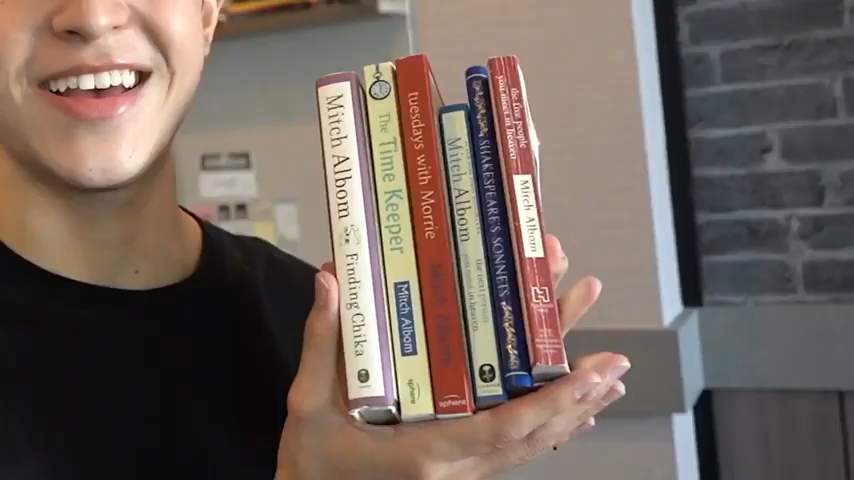 Mitch Albom
Finding Chika
The Time Keeper
Mitch Albom
sphere
tuesdays with Morrie
Mitch Albom
sphere
Mitch Albom
the next person
you meet in heaven
SHAKESPEARE'S SONNETS
the five people
you meet in heaven
Mitch Albom